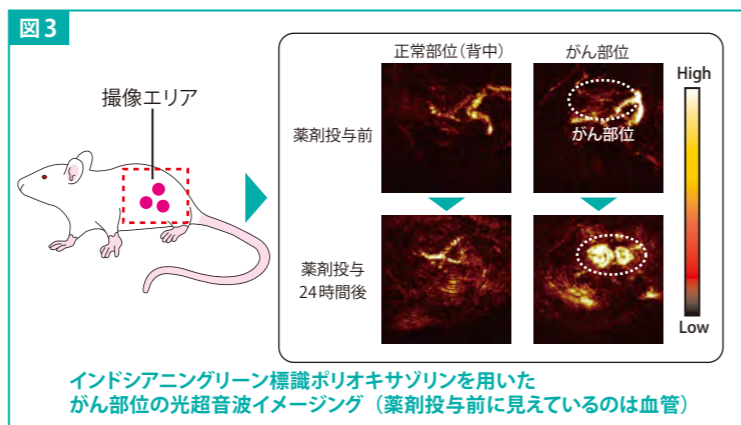 図3
撮像エリア
正常部位（背中）
がん部位
High
薬剤投与前
がん部位
薬剤投与
24時間後
Low
インドシアニングリーン標識ポリオキサゾリンを用いた
がん部位の光超音波イメージング（薬剤投与前に見えているのは血管）